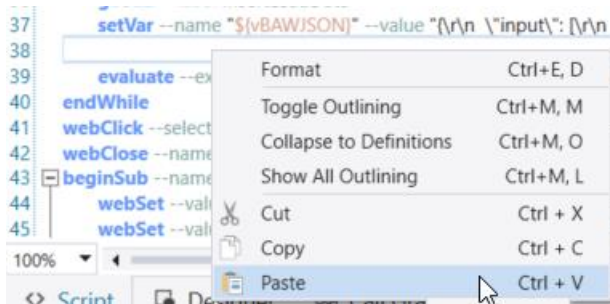 37 setVar --name "${vBAWJSON}" --value "{\r\n \"input\": [\r\n
38
39 evaluate --ex
40 endWhile
41 webClick --select
42 webClose --name
43 beginSub --name
44 webSet --val
45 webSet --val
Format Ctrl+E, D
Toggle Outlining Ctrl+M, M
Collapse to Definitions Ctrl+M, O
Show All Outlining Ctrl+M, L
Cut Ctrl + X
Copy Ctrl + C
Paste Ctrl + V
100%
Script